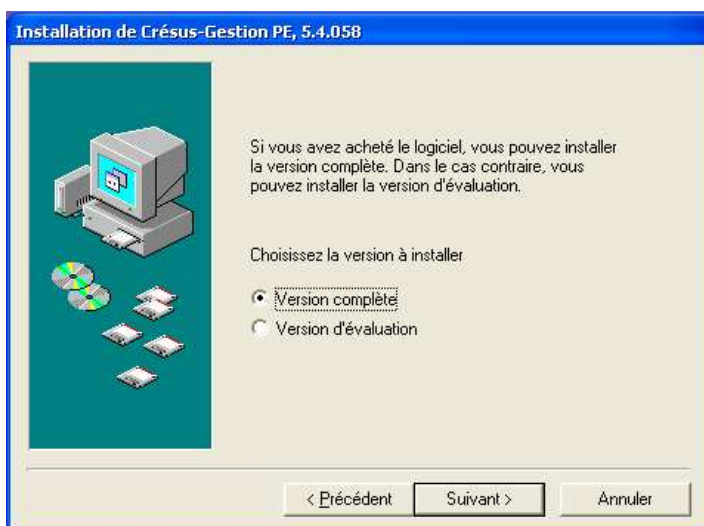 Installation de Crésus-Gestion PE, 5.4.058
Si vous avez acheté le logiciel, vous pouvez installer
la version complète. Dans le cas contraire, vous
pouvez installer la version d'évaluation.
Choisissez la version à installer
Version complète
Version d'évaluation
< Précédent Suivant > Annuler